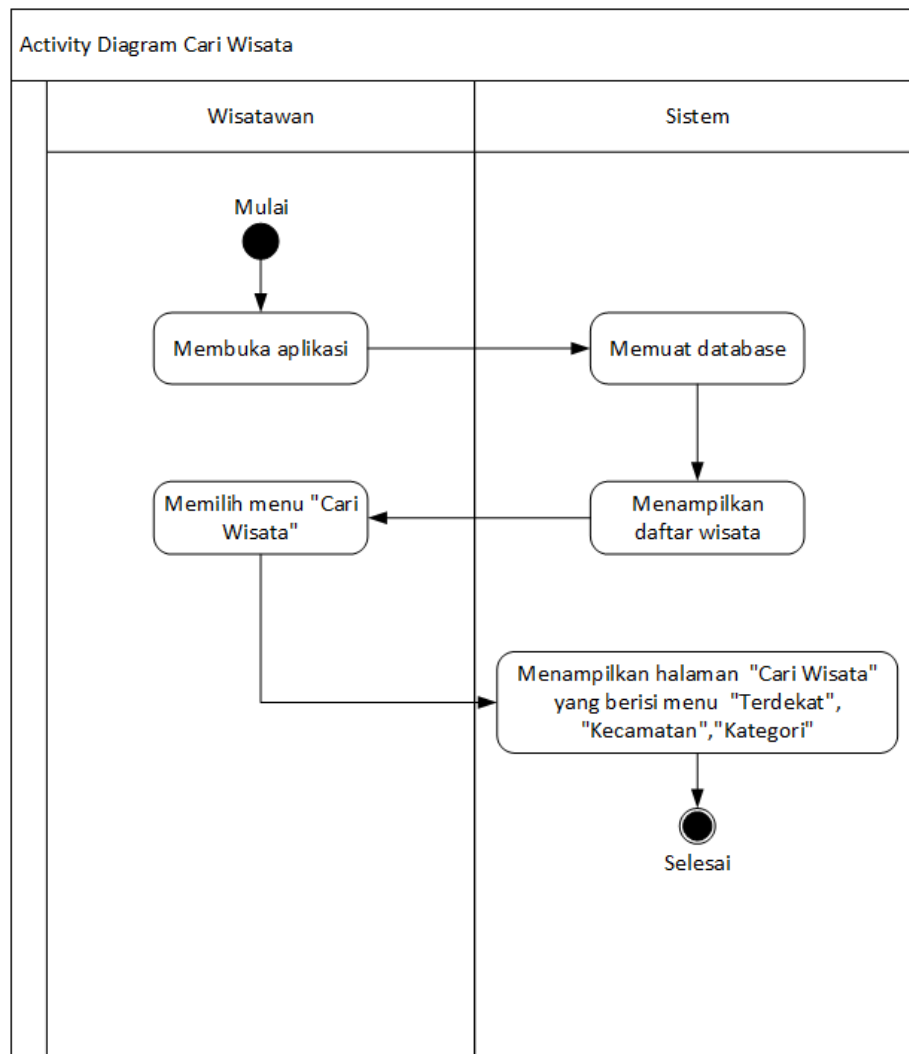 Activity Diagram Cari Wisata
Wisatawan
Sistem
Mulai
Membuka aplikasi
Memuat database
Memilih menu "Cari
Wisata"
Menampilkan
daftar wisata
Menampilkan halaman  "Cari Wisata"
yang berisi menu  "Terdekat",
"Kecamatan","Kategori"
Selesai